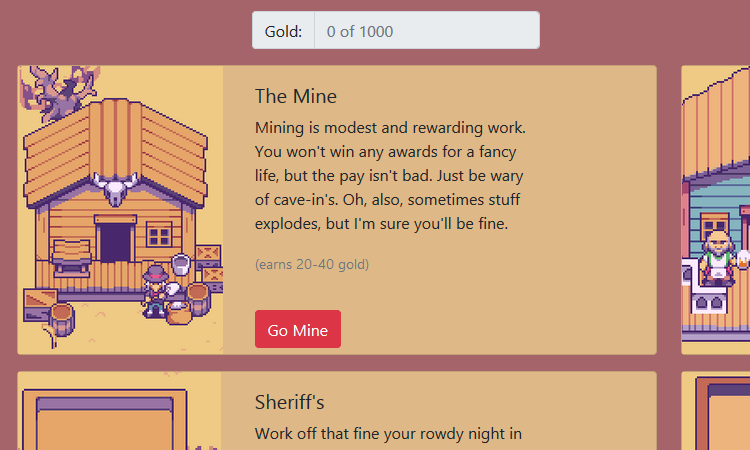 Gold: 0 of 1000
The Mine
Mining is modest and rewarding work.
You won't win any awards for a fancy
life, but the pay isn't bad. Just be wary
of cave-in's. Oh, also, sometimes stuff
explodes, but I'm sure you'll be fine.
(earns 20-40 gold)
Go Mine
Sheriff's
Work off that fine your rowdy night in